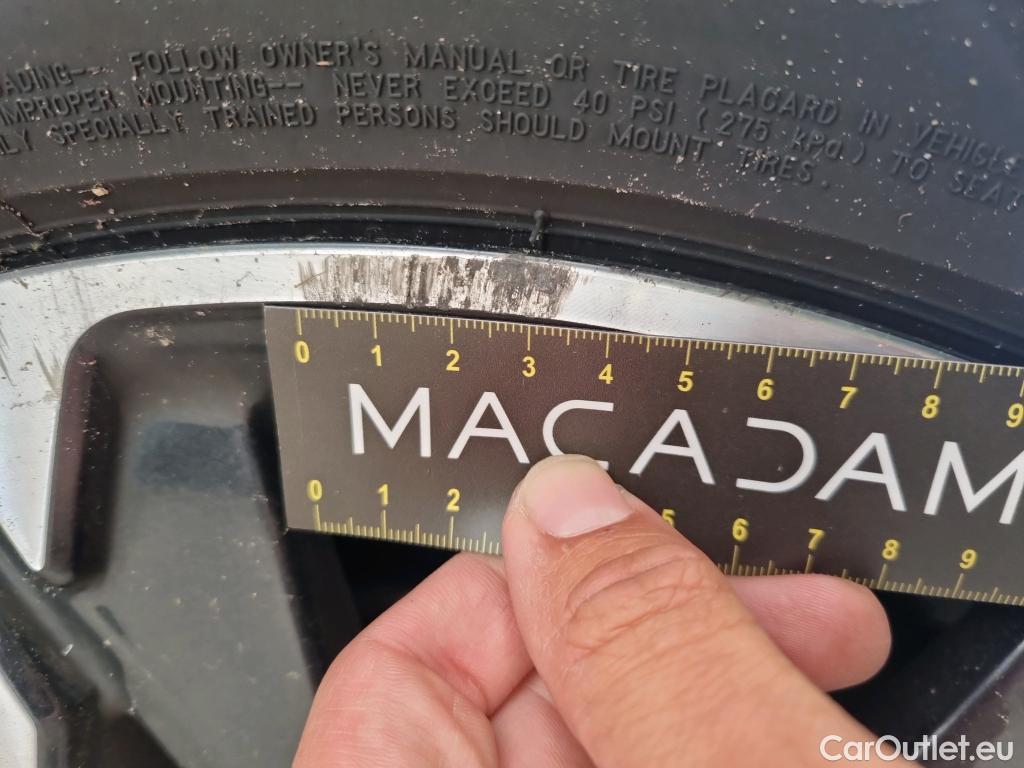 ADING-- FOLLOW OWNER'S MANUAL OR TIRE PLACARD IN VEHICLE
IMPROPER MOUNTING-- NEVER EXCEED 40 PSI (275 kPa) TO SEAT
SPECIALLY TRAINED PERSONS SHOULD MOUNT TIRES.
0 1 2 3 4 5 6 7 8 9
MACADAM
0 1 2 5 6 7 8 9
CarOutlet.eu